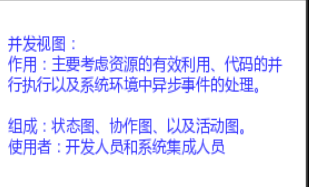 并发视图：
作用：主要考虑资源的有效利用、代码的并
行执行以及系统环境中异步事件的处理。
组成：状态图、协作图、以及活动图。
使用者：开发人员和系统集成人员